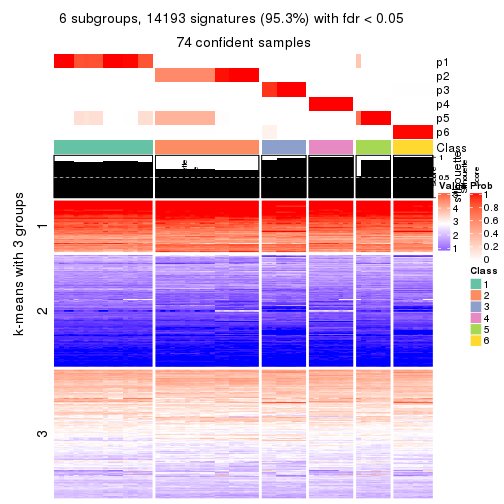 6 subgroups, 14193 signatures (95.3%) with fdr < 0.05
74 confident samples
p1
p2
p3
p4
p5
p6
Class
1
0.5
silhouette
score
Value
4
3
2
1
Prob
1
0.8
0.6
0.4
0.2
0
Class
1
2
3
4
5
6
k-means with 3 groups
1
2
3